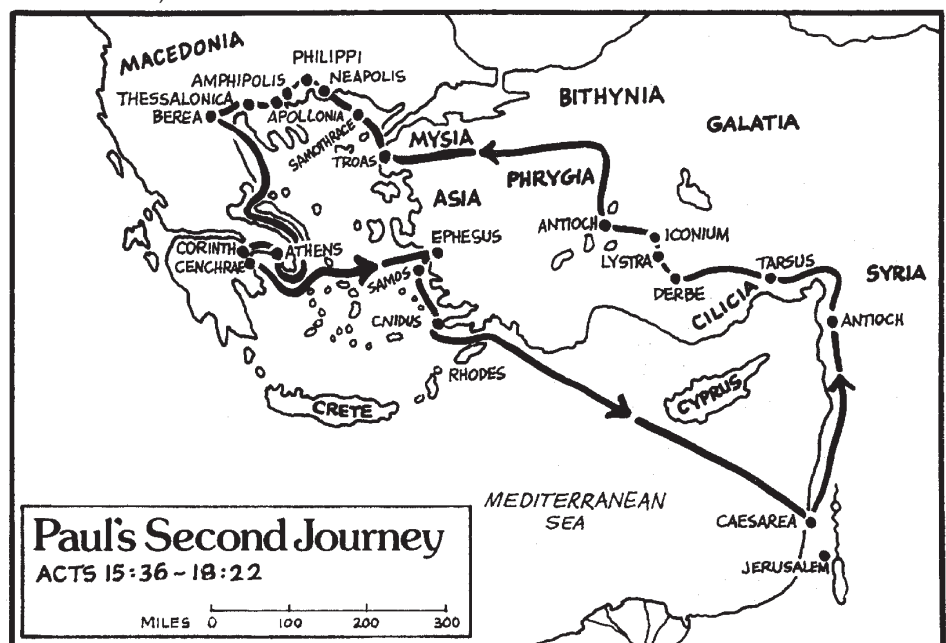 MACEDONIA
PHILIPPI
AMPHIPOLIS
NEAPOLIS
THESSALONICA
BEREA
APOLLONIA
SAMOTHRACE
TROAS
MYSIA
BITHYNIA
GALATIA
PHRYGIA
ASIA
ANTIOCH
ICONIUM
LYSTRA
DERBE
TARSUS
CILICIA
SYRIA
ANTIOCH
CORINTH
CENCHRAE
ATHENS
EPHESUS
SAMOS
CNIDUS
RHODES
CRETE
CYPRUS
MEDITERRANEAN
SEA
CAESAREA
JERUSALEM
Paul's Second Journey
ACTS 15:36-18:22
MILES 0 100 200 300